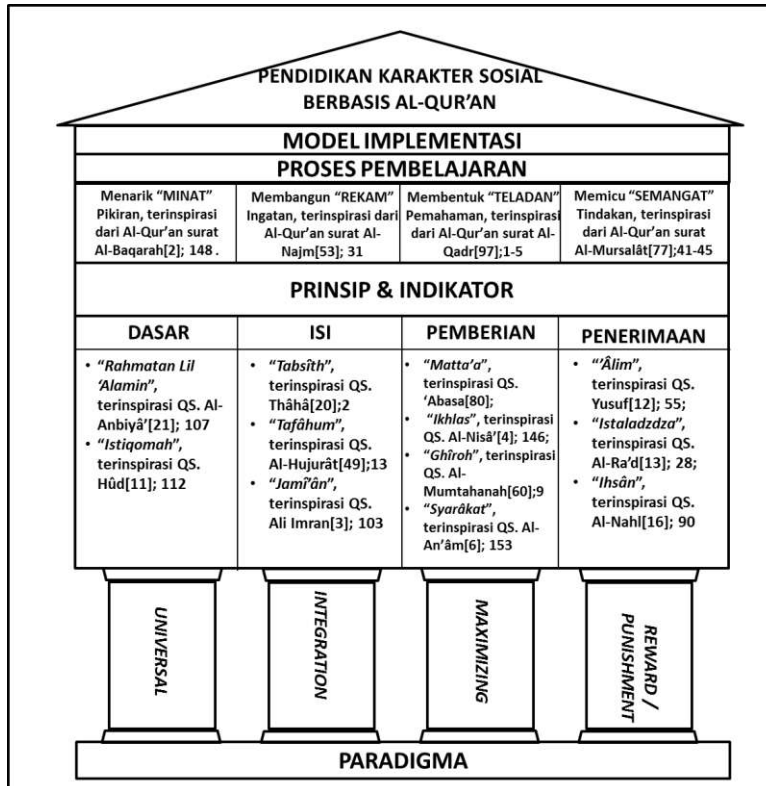 PENDIDIKAN KARAKTER SOSIAL
BERBASIS AL-QUR’AN
MODEL IMPLEMENTASI
PROSES PEMBELAJARAN
Menarik “MINAT”
Pikiran, terinspirasi
dari Al-Qur’an surat
Al-Baqarah[2]; 148 .
Membangun “REKAM”
Ingatan, terinspirasi dari
Al-Qur’an surat Al-
Najm[53]; 31
Membentuk “TELADAN”
Pemahaman, terinspirasi
dari Al-Qur’an surat Al-
Qadr[97];1-5
Memicu “SEMANGAT”
Tindakan, terinspirasi
dari Al-Qur’an surat
Al-Mursalât[77];41-45
PRINSIP & INDIKATOR
DASAR
• “Rahmatan Lil
‘Alamin”,
terinspirasi QS. Al-
Anbiyâ’[21]; 107
• “Istiqomah”,
terinspirasi QS.
Hûd[11]; 112
ISI
• “Tabsîth”,
terinspirasi QS.
Thâhâ[20];2
• “Tafâhum”,
terinspirasi QS.
Al-Hujurât[49];13
• “Jamî’ân”,
terinspirasi QS.
Ali Imran[3]; 103
PEMBERIAN
• “Matta’a”,
terinspirasi QS.
‘Abasa[80];
• “Ikhlas”, terinspirasi
QS. Al-Nisâ’[4]; 146;
• “Ghîroh”, terinspirasi
QS. Al-
Mumtahanah[60];9
• “Syarâkat”,
terinspirasi QS. Al-
An’âm[6]; 153
PENERIMAAN
• “’Âlim”,
terinspirasi QS.
Yusuf[12]; 55;
• “Istaladzdza”,
terinspirasi QS.
Al-Ra’d[13]; 28;
• “Ihsân”,
terinspirasi QS.
Al-Nahl[16]; 90
UNIVERSAL
INTEGRATION
MAXIMIZING
REWARD /
PUNISHMENT
PARADIGMA